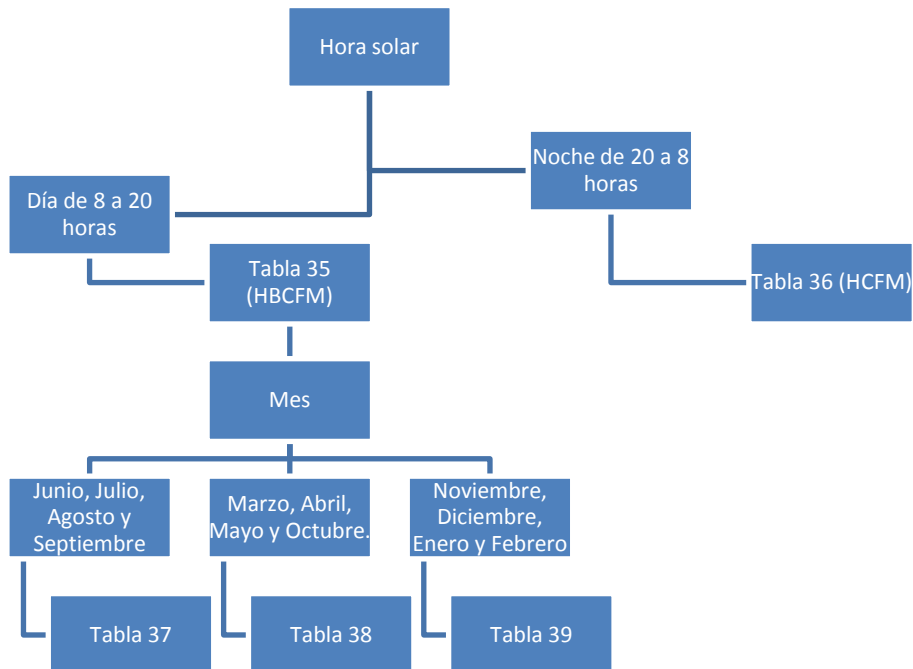 Hora solar
Noche de 20 a 8
horas
Día de 8 a 20
horas
Tabla 35
(HBCFM)
Tabla 36 (HCFM)
Mes
Junio, Julio,
Agosto y
Septiembre
Marzo, Abril,
Mayo y Octubre.
Noviembre,
Diciembre,
Enero y Febrero
Tabla 37
Tabla 38
Tabla 39